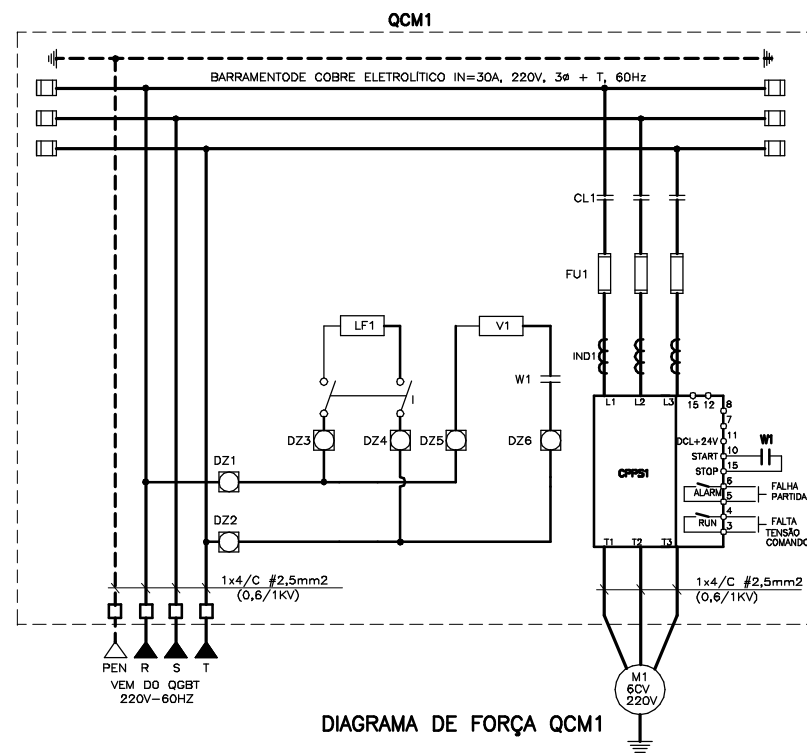 QCM1
BARRAMENTODE COBRE ELETROLÍTICO IN=30A, 220V, 3ø + T, 60Hz
CL1
FU1
LF1
V1
IND1
W1
I
L1 L2 L3
15 12
8
7
DZ3
DZ4
DZ5
DZ6
DCL+24V 11
START 10
W1
DZ1
CPPS1
STOP 15
ALARM
6
5
FALHA
PARTIDA
DZ2
RUN
4
3
FALTA
TENSÃO
COMANDO
T1 T2 T3
1x4/C #2,5mm2
(0,6/1KV)
1x4/C #2,5mm2
(0,6/1KV)
PEN R S T
VEM DO QGBT
220V-60HZ
M1
6CV
220V
DIAGRAMA DE FORÇA QCM1